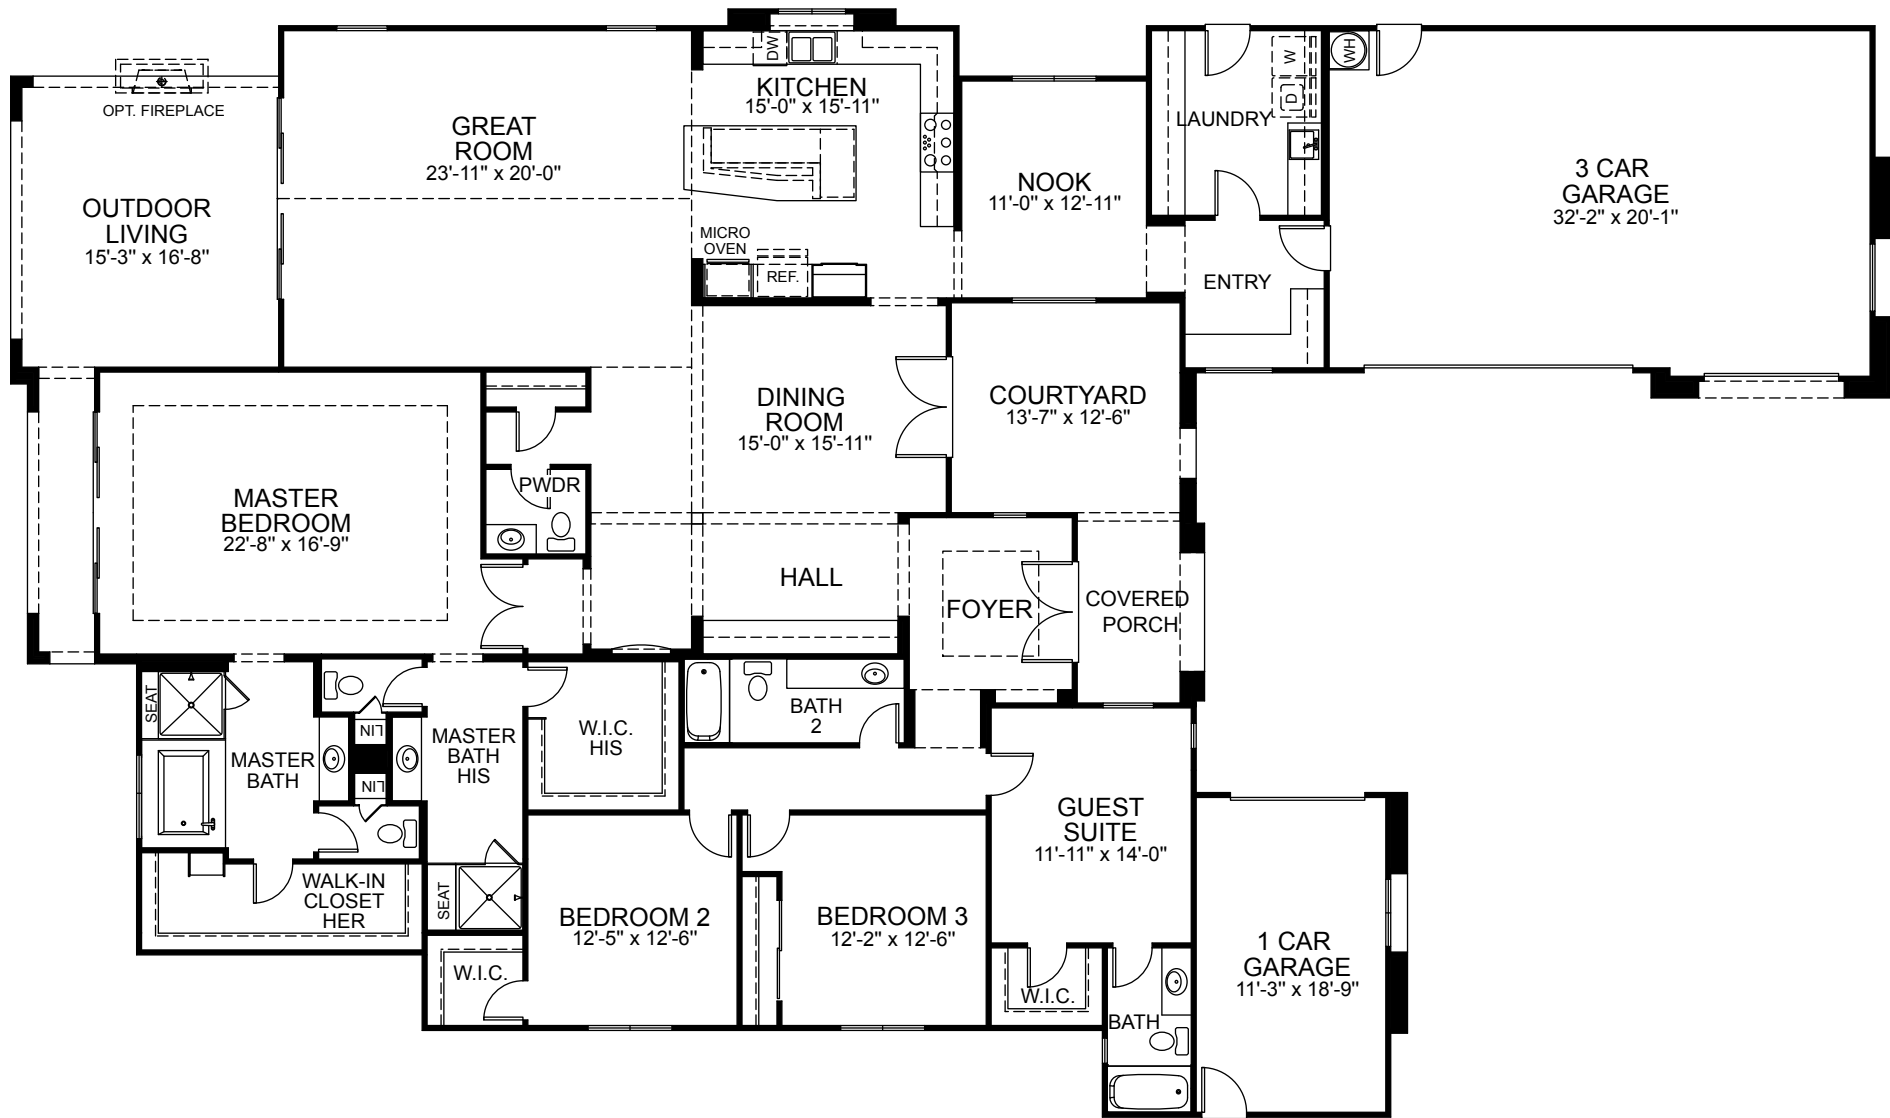 OPT. FIREPLACE
OUTDOOR
LIVING
15'-3" x 16'-8"
GREAT
ROOM
23'-11" x 20'-0"
DW
KITCHEN
15'-0" x 15'-11"
MICRO
OVEN
REF.
NOOK
11'-0" x 12'-11"
LAUNDRY
W
D
WH
ENTRY
3 CAR
GARAGE
32'-2" x 20'-1"
DINING
ROOM
15'-0" x 15'-11"
COURTYARD
13'-7" x 12'-6"
MASTER
BEDROOM
22'-8" x 16'-9"
PWDR
HALL
FOYER
COVERED
PORCH
SEAT
MASTER
BATH
LIN
LIN
MASTER
BATH
HIS
W.I.C.
HIS
BATH
2
WALK-IN
CLOSET
HER
SEAT
W.I.C.
BEDROOM 2
12'-5" x 12'-6"
BEDROOM 3
12'-2" x 12'-6"
GUEST
SUITE
11'-11" x 14'-0"
W.I.C.
BATH
1 CAR
GARAGE
11'-3" x 18'-9"